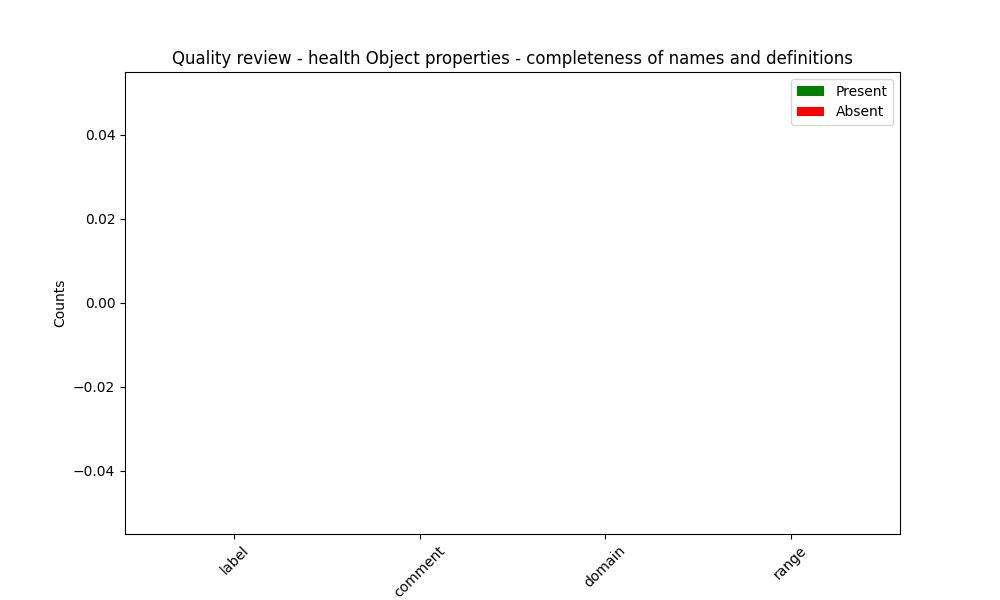 Quality review - health Object properties - completeness of names and definitions
Present
Absent
0.04
0.02
0.00
−0.02
−0.04
Counts
label
comment
domain
range